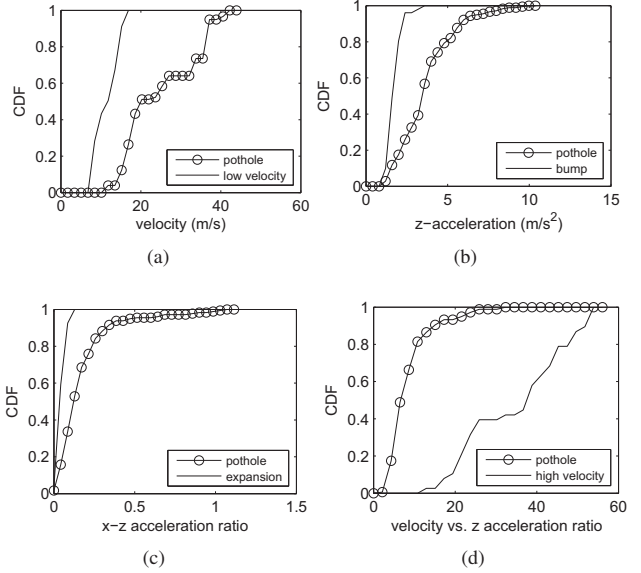 1
0.8
0.6
0.4
0.2
0
CDF
0 20 40 60
velocity (m/s)
pothole
low velocity
(a)
1
0.8
0.6
0.4
0.2
0
CDF
0 5 10 15
z−acceleration (m/s²)
pothole
bump
(b)
1
0.8
0.6
0.4
0.2
0
CDF
0 0.5 1 1.5
x−z acceleration ratio
pothole
expansion
(c)
1
0.8
0.6
0.4
0.2
0
CDF
0 20 40 60
velocity vs. z acceleration ratio
pothole
high velocity
(d)